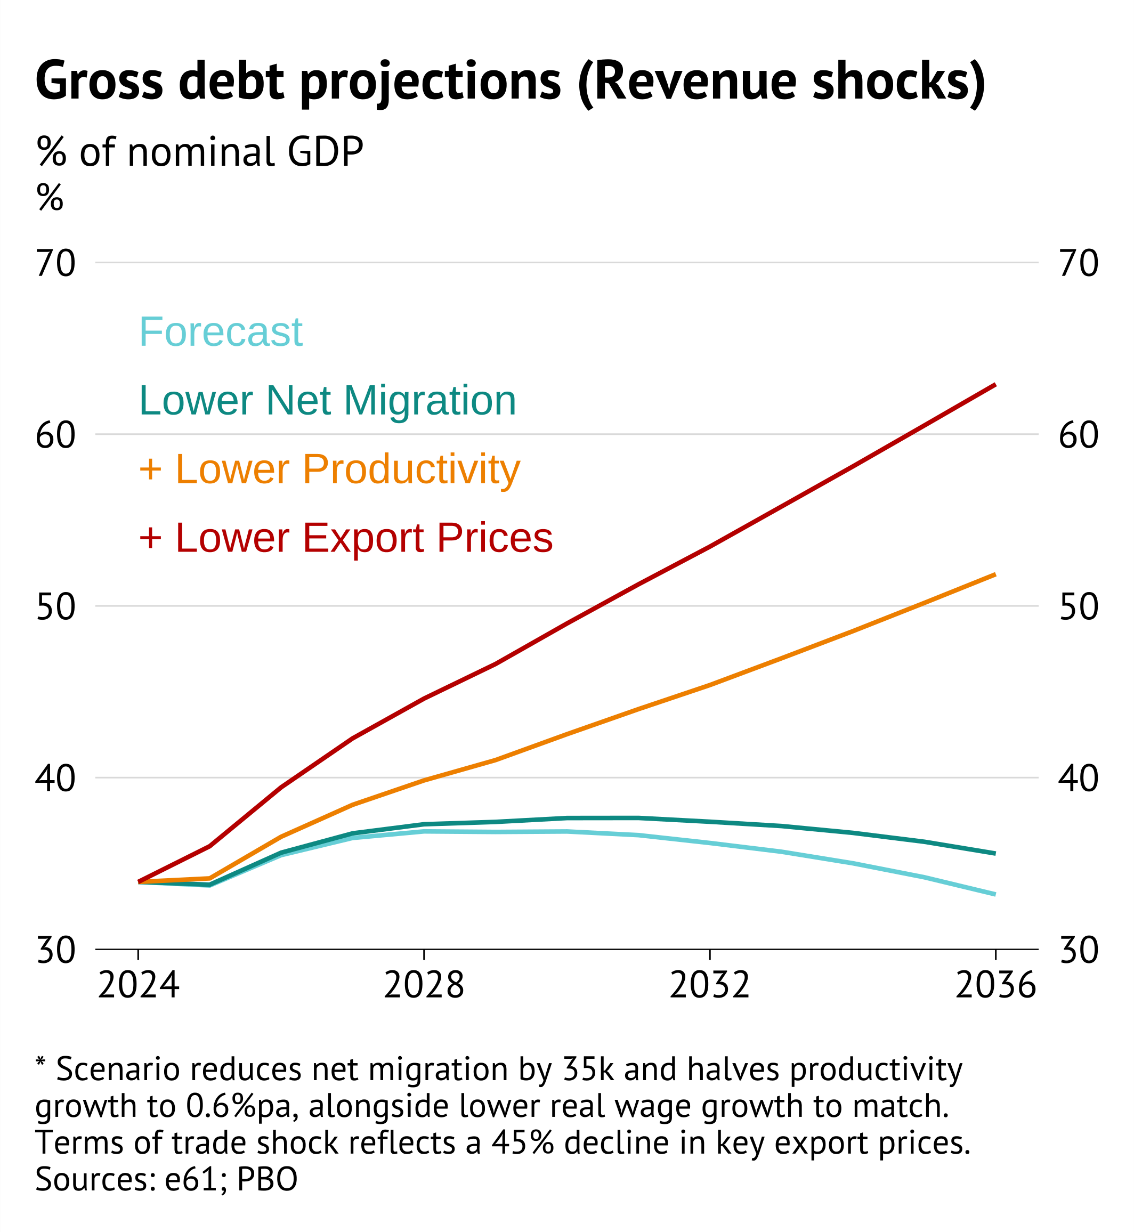 Gross debt projections (Revenue shocks)
% of nominal GDP
%
70 70
Forecast
Lower Net Migration
60 60
+ Lower Productivity
+ Lower Export Prices
50 50
40 40
30 30
2024 2028 2032 2036
* Scenario reduces net migration by 35k and halves productivity
growth to 0.6%pa, alongside lower real wage growth to match.
Terms of trade shock reflects a 45% decline in key export prices.
Sources: e61; PBO